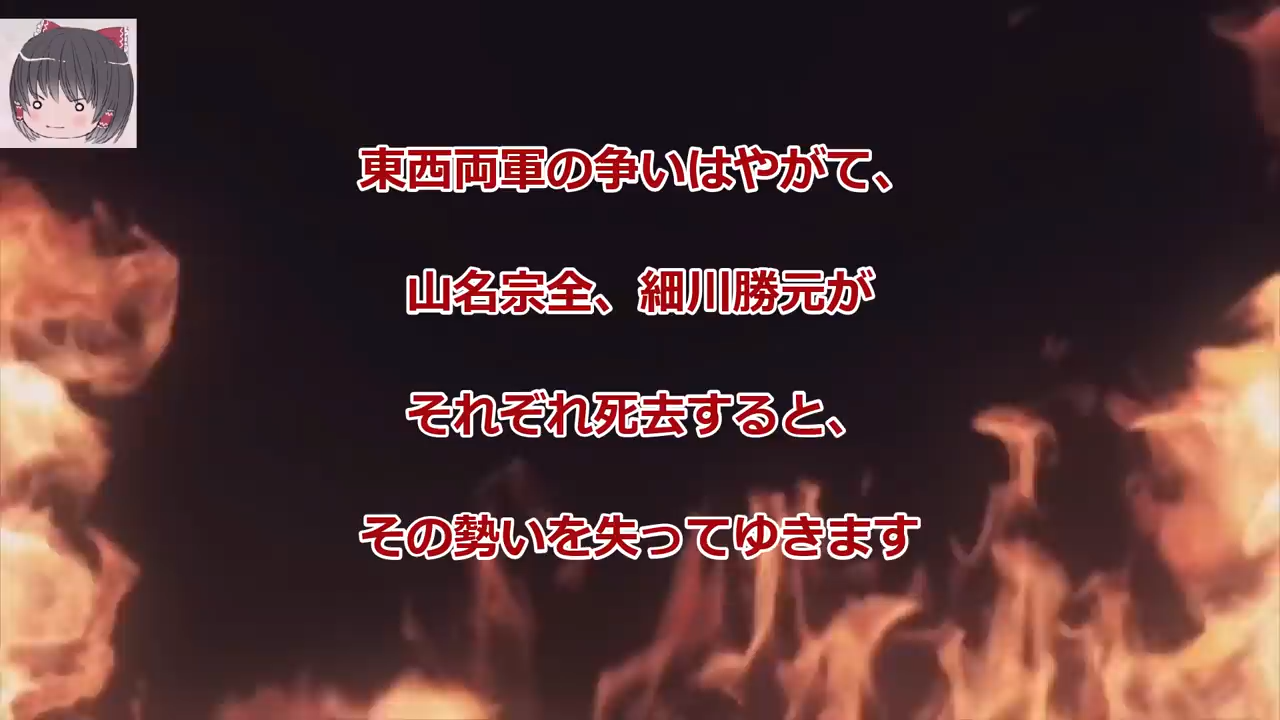 東西両軍の争いはやがて、
山名宗全、細川勝元が
それぞれ死去すると、
その勢いを失ってゆきます